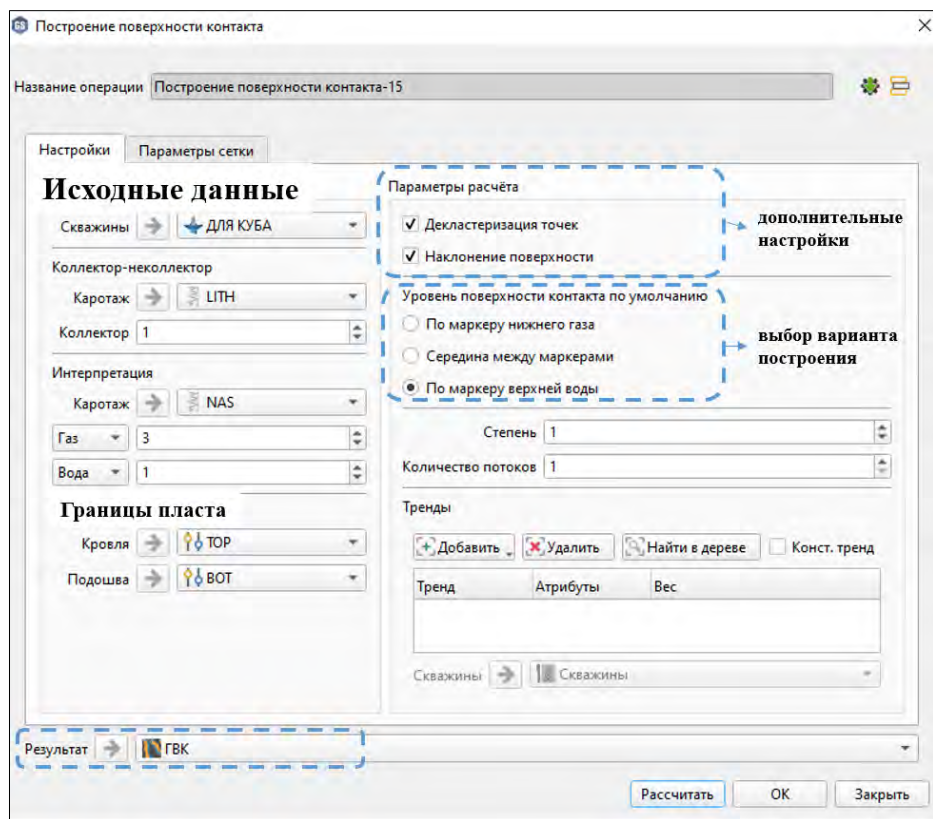 GS Построение поверхности контакта
Название операции Построение поверхности контакта-15
Настройки Параметры сетки
Исходные данные
Скважины ДЛЯ КУБА
Коллектор-неколлектор
Каротаж LITH
Коллектор 1
Интерпретация
Каротаж NAS
Газ 3
Вода 1
Границы пласта
Кровля TOP
Подошва BOT
Параметры расчёта
Декластеризация точек
Наклонение поверхности
дополнительные
настройки
Уровень поверхности контакта по умолчанию
По маркеру нижнего газа
Середина между маркерами
По маркеру верхней воды
выбор варианта
построения
Степень 1
Количество потоков 1
Тренды
Добавить Удалить Найти в дереве Конст. тренд
Тренд Атрибуты Вес
Скважины Скважины
Результат ГВК
Рассчитать ОК Закрыть